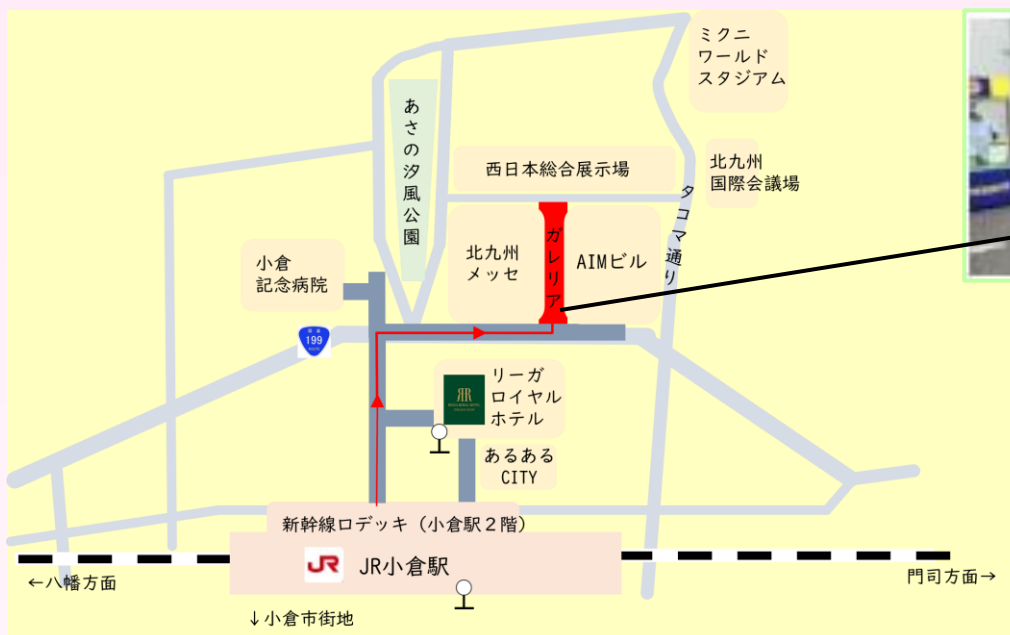 ミクニ
ワールド
スタジアム
あさの汐風公園
西日本総合展示場
北九州
国際会議場
タコマ通り
北九州
メッセ
ガレリア
AIMビル
小倉
記念病院
199
リーガ
ロイヤル
ホテル
あるある
CITY
新幹線口デッキ（小倉駅２階）
JR
JR小倉駅
←八幡方面
門司方面→
↓小倉市街地